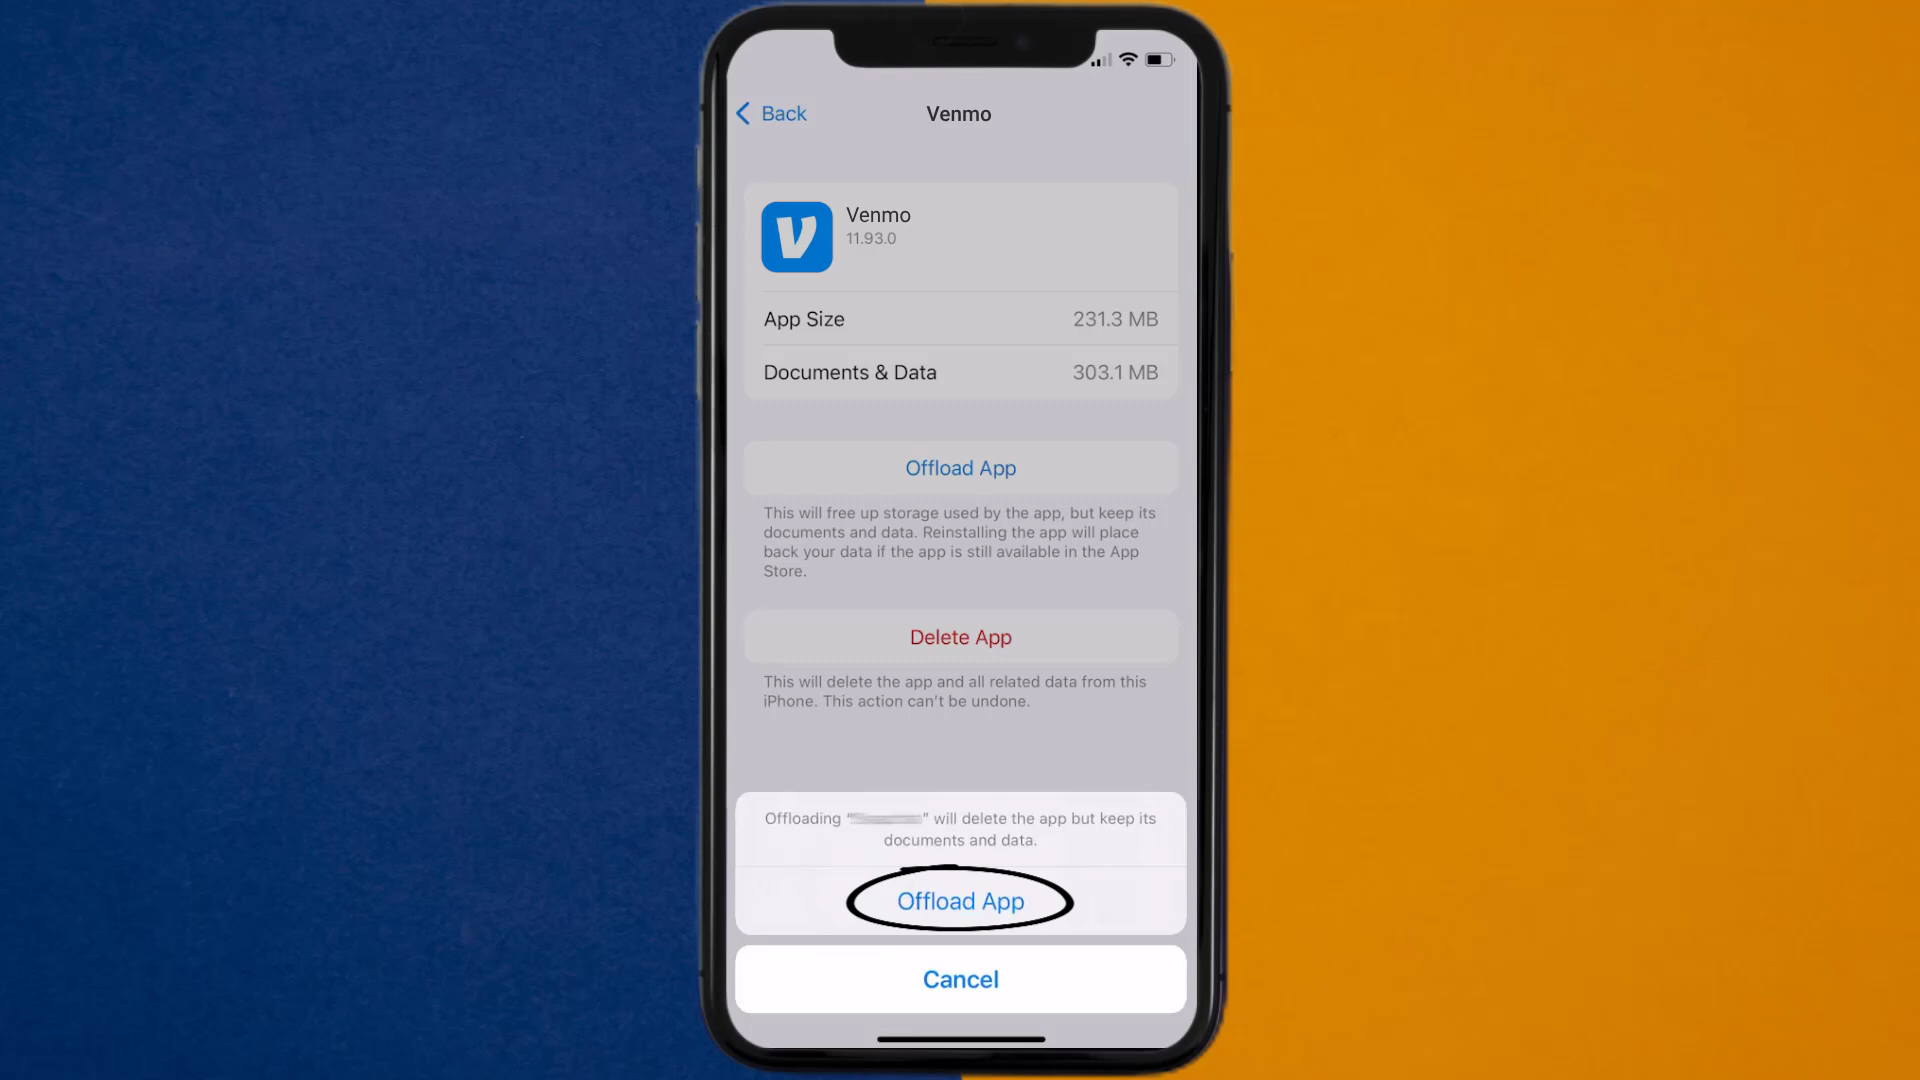 Back
Venmo
Venmo
11.93.0
App Size 231.3 MB
Documents & Data 303.1 MB
Offload App
This will free up storage used by the app, but keep its
documents and data. Reinstalling the app will place
back your data if the app is still available in the App
Store.
Delete App
This will delete the app and all related data from this
iPhone. This action can't be undone.
Offloading “ ” will delete the app but keep its
documents and data.
Offload App
Cancel